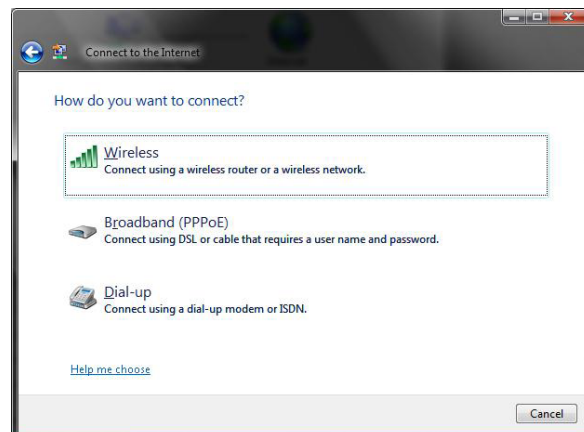 Connect to the Internet
How do you want to connect?
Wireless
Connect using a wireless router or a wireless network.
Broadband (PPPoE)
Connect using DSL or cable that requires a user name and password.
Dial-up
Connect using a dial-up modem or ISDN.
Help me choose
Cancel